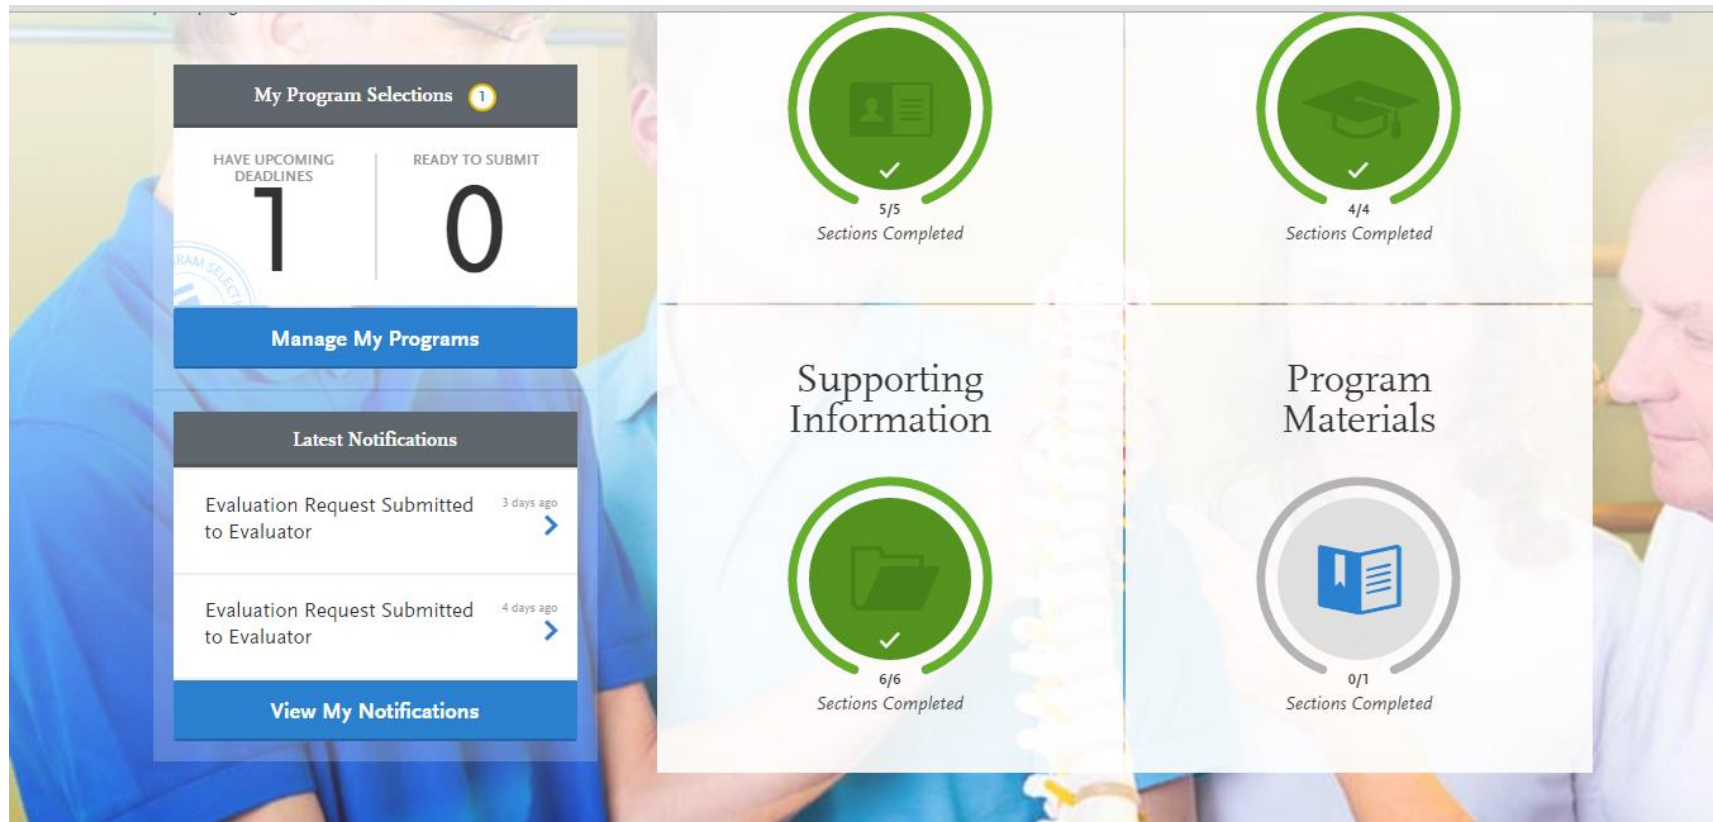 My Program Selections 1
HAVE UPCOMING
DEADLINES
1
READY TO SUBMIT
0
RAM SELECTI
Manage My Programs
Latest Notifications
Evaluation Request Submitted
to Evaluator
3 days ago
Evaluation Request Submitted
to Evaluator
4 days ago
View My Notifications
5/5
Sections Completed
4/4
Sections Completed
Supporting
Information
6/6
Sections Completed
Program
Materials
0/1
Sections Completed